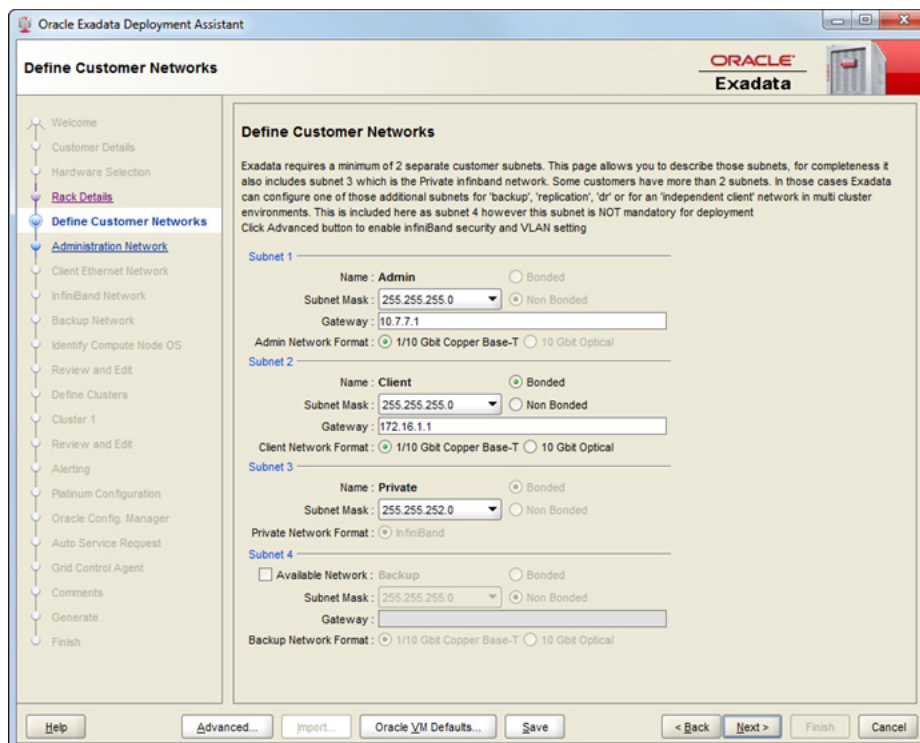 Oracle Exadata Deployment Assistant
Define Customer Networks
ORACLE
Exadata
Welcome
Customer Details
Hardware Selection
Rack Details
Define Customer Networks
Administration Network
Client Ethernet Network
InfiniBand Network
Backup Network
Identify Compute Node OS
Review and Edit
Define Clusters
Cluster 1
Review and Edit
Alerting
Platinum Configuration
Oracle Config. Manager
Auto Service Request
Grid Control Agent
Comments
Generate
Finish
Define Customer Networks
Exadata requires a minimum of 2 separate customer subnets. This page allows you to describe those subnets, for completeness it
also includes subnet 3 which is the Private infinband network. Some customers have more than 2 subnets. In those cases Exadata
can configure one of those additional subnets for 'backup', 'replication', 'dr' or for an 'independent client' network in multi cluster
environments. This is included here as subnet 4 however this subnet is NOT mandatory for deployment
Click Advanced button to enable infiniBand security and VLAN setting
Subnet 1
Name : Admin Bonded
Subnet Mask : 255.255.255.0 Non Bonded
Gateway : 10.7.7.1
Admin Network Format : 1/10 Gbit Copper Base-T 10 Gbit Optical
Subnet 2
Name : Client Bonded
Subnet Mask : 255.255.255.0 Non Bonded
Gateway : 172.16.1.1
Client Network Format : 1/10 Gbit Copper Base-T 10 Gbit Optical
Subnet 3
Name : Private Bonded
Subnet Mask : 255.255.252.0 Non Bonded
Private Network Format : InfiniBand
Subnet 4
Available Network : Backup Bonded
Subnet Mask : 255.255.255.0 Non Bonded
Gateway :
Backup Network Format : 1/10 Gbit Copper Base-T 10 Gbit Optical
Help Advanced... Import... Oracle VM Defaults... Save < Back Next > Finish Cancel